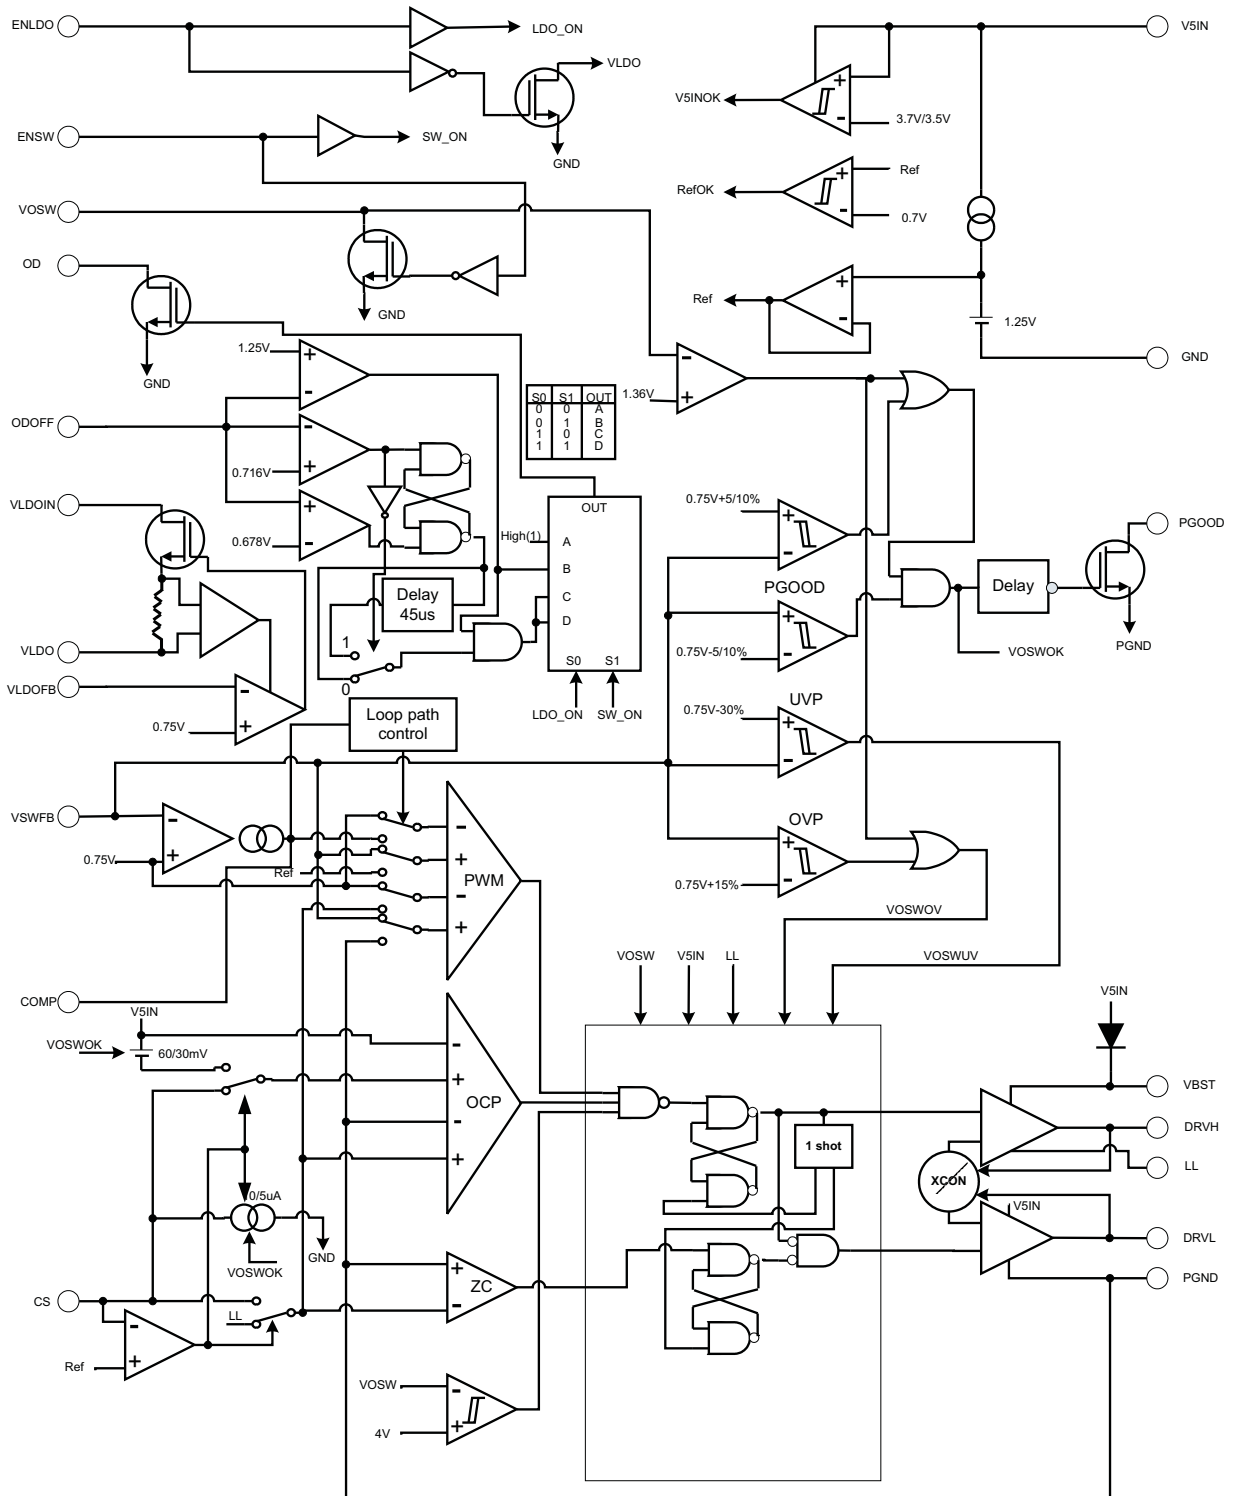 ENLDO
LDO_ON
V5IN
VLDO
V5INOK
+
-
3.7V/3.5V
ENSW
SW_ON
GND
RefOK
+
-
Ref
0.7V
VOSW
OD
GND
Ref
+
-
1.25V
GND
GND
1.25V
+
-
ODOFF
-
+
0.716V
+
-
0.678V
S0 S1 OUT
0 0 A
0 1 B
1 0 C
1 1 D
1.36V
-
+
VLDOIN
OUT
High(1)
A
B
C
D
S0 S1
LDO_ON SW_ON
Delay
45us
1
0
0.75V+5/10%
+
-
PGOOD
+
-
0.75V-5/10%
Delay
PGOOD
PGND
VOSWOK
VLDO
VLDOFB
-
+
0.75V
Loop path
control
UVP
0.75V-30%
+
-
VSWFB
-
+
0.75V
Ref
-
+
PWM
-
+
OVP
+
-
0.75V+15%
VOSWOV
VOSWUV
VOSW V5IN LL
COMP
V5IN
VOSWOK
60/30mV
-
+
OCP
-
+
V5IN
VBST
DRVH
LL
1 shot
XCON
V5IN
DRVL
PGND
0/5uA
GND
VOSWOK
CS
LL
-
+
Ref
+
ZC
-
VOSW
-
+
4V